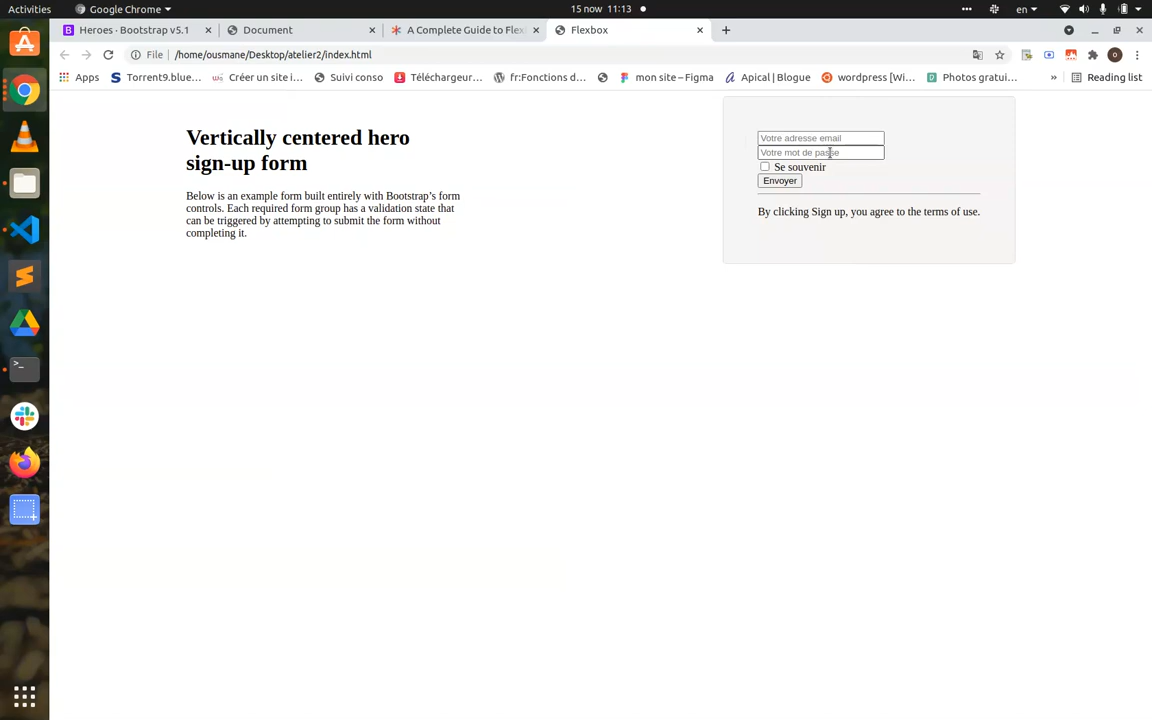 Activities
Google Chrome
15 nov 11:13
en
Heroes · Bootstrap v5.1
Document
A Complete Guide to Flex
Flexbox
File
/home/ousmane/Desktop/atelier2/index.html
Apps
Torrent9.blue...
Créer un site i...
Suivi conso
Téléchargeur...
fr:Fonctions d...
mon site – Figma
Apical | Blogue
wordpress [Wi...
Photos gratui...
»
Reading list
Vertically centered hero
sign-up form
Below is an example form built entirely with Bootstrap’s form
controls. Each required form group has a validation state that
can be triggered by attempting to submit the form without
completing it.
Votre adresse email
Votre mot de passe
Se souvenir
Envoyer
By clicking Sign up, you agree to the terms of use.